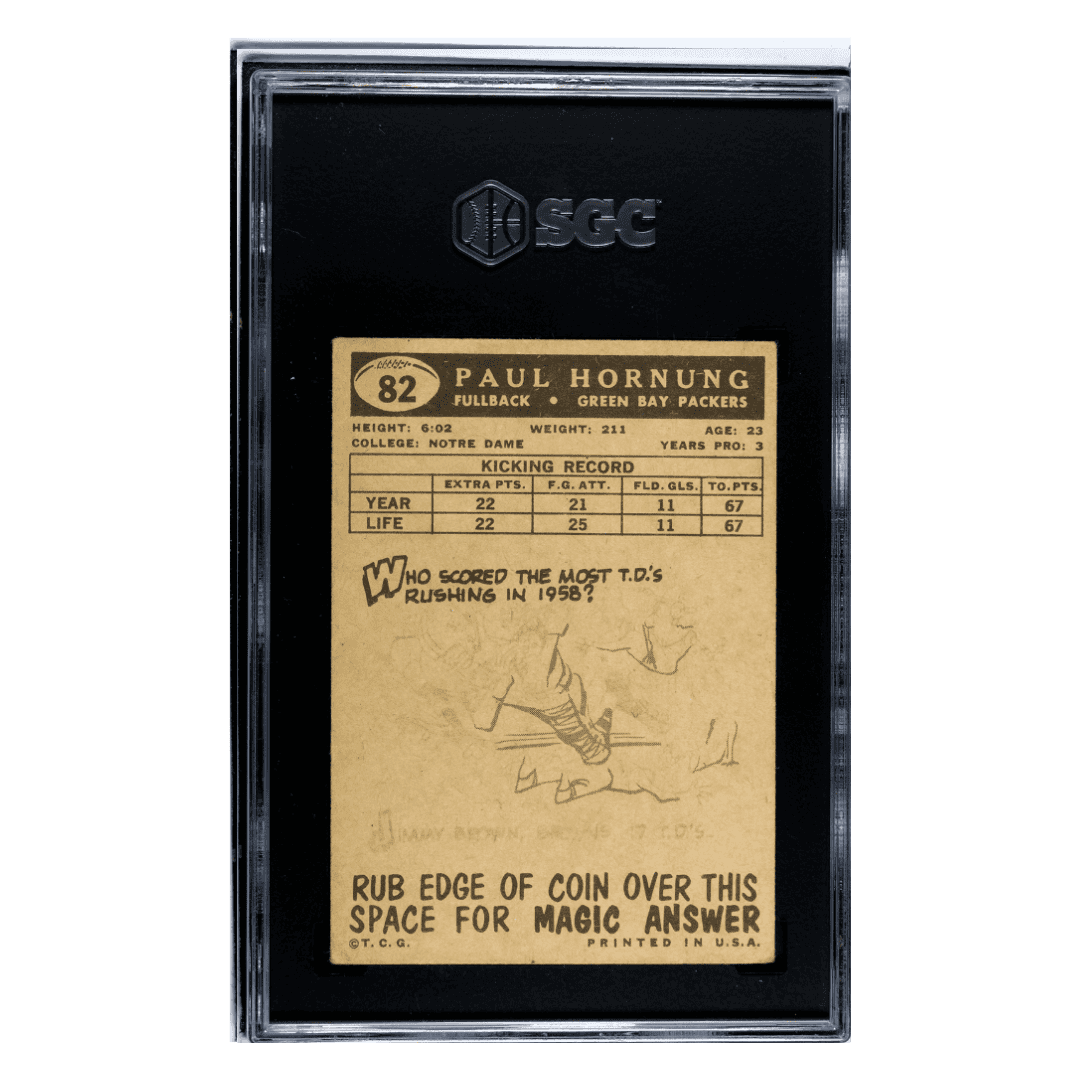 SGC
82
PAUL HORNUNG
FULLBACK • GREEN BAY PACKERS
HEIGHT: 6:02 WEIGHT: 211 AGE: 23
COLLEGE: NOTRE DAME YEARS PRO: 3
KICKING RECORD
EXTRA PTS. F.G. ATT. FLD. GLS. TO. PTS.
YEAR 22 21 11 67
LIFE 22 25 11 67
WHO SCORED THE MOST T.D.'S
RUSHING IN 1958?
JIMMY BROWN, 17 T.D'S.
RUB EDGE OF COIN OVER THIS
SPACE FOR MAGIC ANSWER
©T. C. G. PRINTED IN U.S.A.